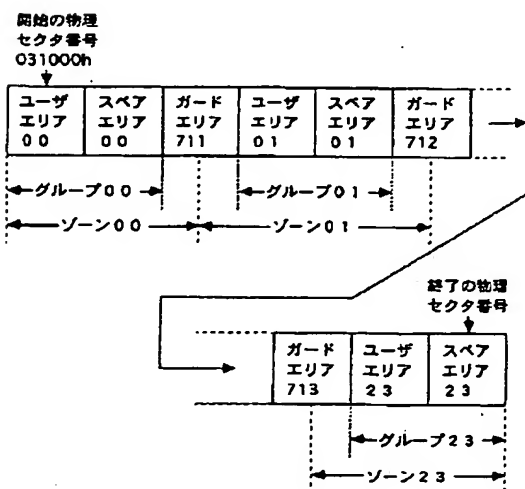 開始の物理
セクタ番号
031000h
ユーザ
エリア
00
スペア
エリア
00
ガード
エリア
711
ユーザ
エリア
01
スペア
エリア
01
ガード
エリア
712
グループ00
グループ01
ゾーン00
ゾーン01
終了の物理
セクタ番号
ガード
エリア
713
ユーザ
エリア
23
スペア
エリア
23
グループ23
ゾーン23